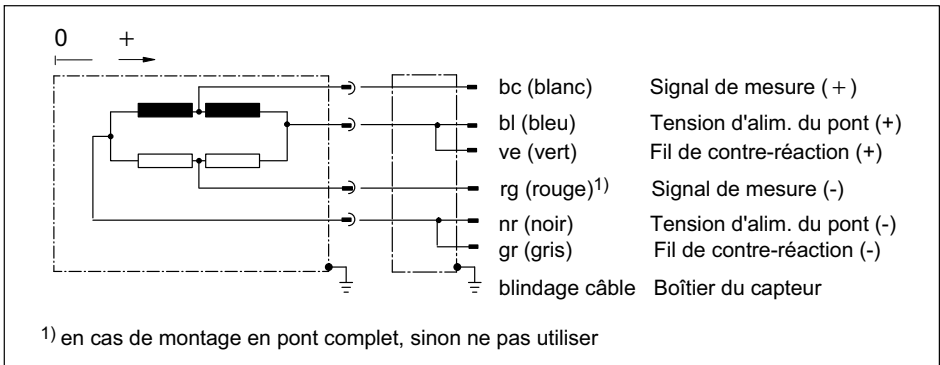 0 +
bc (blanc) Signal de mesure (+)
bl (bleu) Tension d'alim. du pont (+)
ve (vert) Fil de contre-réaction (+)
rg (rouge)1) Signal de mesure (-)
nr (noir) Tension d'alim. du pont (-)
gr (gris) Fil de contre-réaction (-)
blindage câble Boîtier du capteur
1) en cas de montage en pont complet, sinon ne pas utiliser